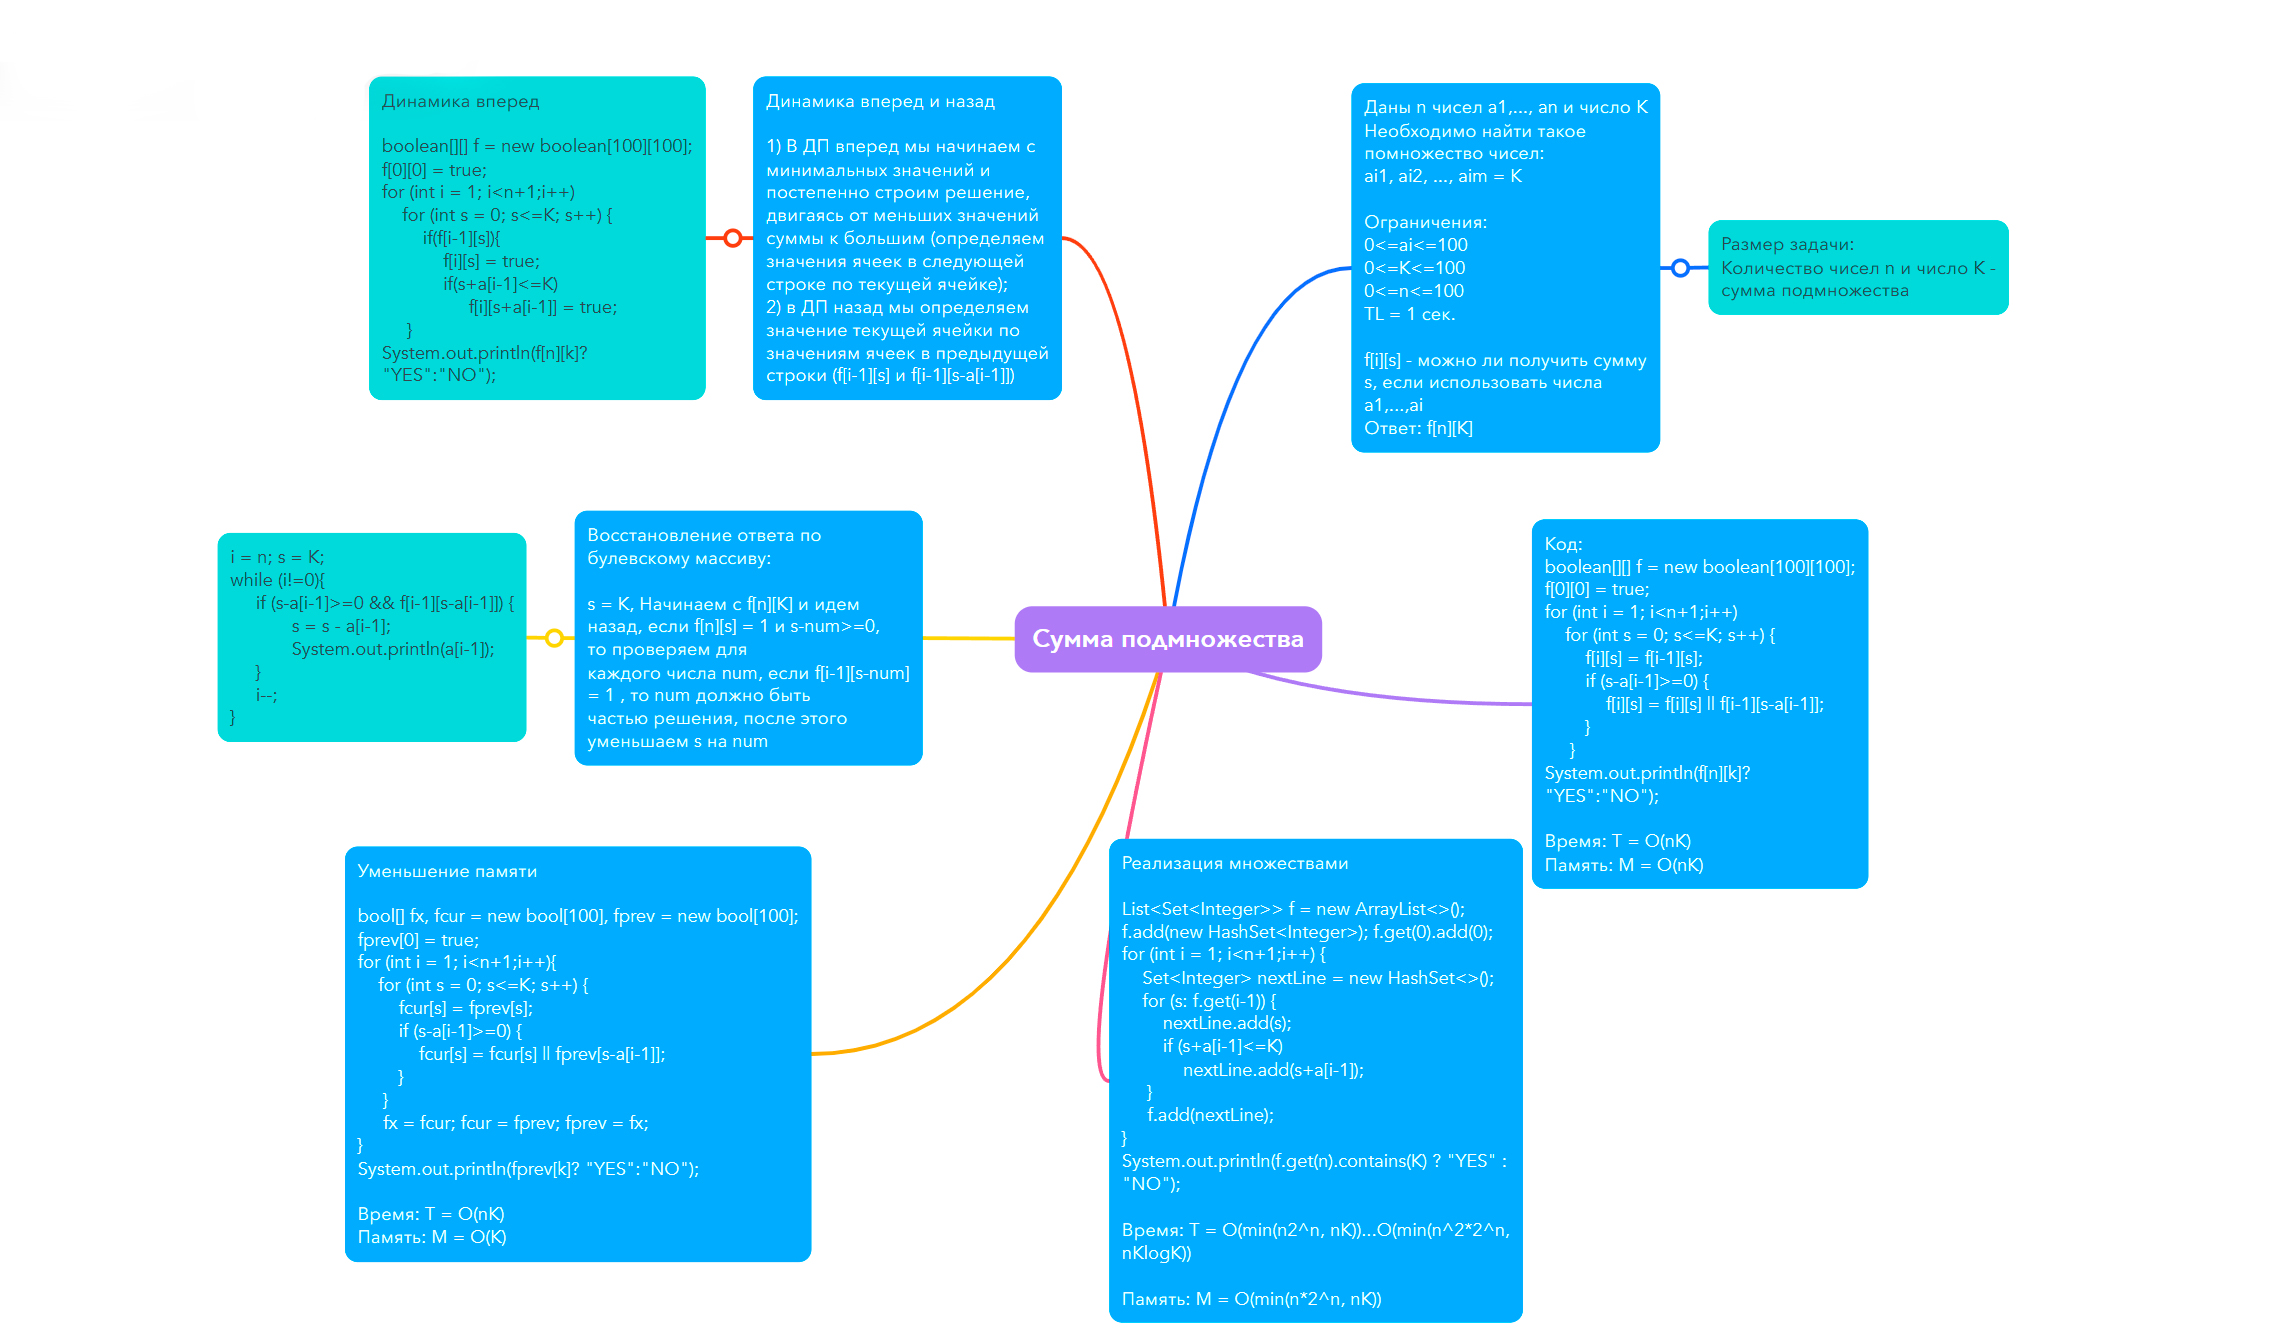 Сумма подмножества
Даны n чисел a1,..., an и число K
Необходимо найти такое
помножество чисел:
ai1, ai2, ..., aim = K
Ограничения:
0<=ai<=100
0<=K<=100
0<=n<=100
TL = 1 сек.
f[i][s] - можно ли получить сумму
s, если использовать числа
a1,...,ai
Ответ: f[n][K]
Размер задачи:
Количество чисел n и число K -
сумма подмножества
Код:
boolean[][] f = new boolean[100][100];
f[0][0] = true;
for (int i = 1; i<n+1;i++)
for (int s = 0; s<=K; s++) {
f[i][s] = f[i-1][s];
if (s-a[i-1]>=0) {
f[i][s] = f[i][s] || f[i-1][s-a[i-1]];
}
}
System.out.println(f[n][k]?
"YES":"NO");
Время: T = O(nK)
Память: M = O(nK)
Реализация множествами
List<Set<Integer>> f = new ArrayList<>();
f.add(new HashSet<Integer>); f.get(0).add(0);
for (int i = 1; i<n+1;i++) {
Set<Integer> nextLine = new HashSet<>();
for (s: f.get(i-1)) {
nextLine.add(s);
if (s+a[i-1]<=K)
nextLine.add(s+a[i-1]);
}
f.add(nextLine);
}
System.out.println(f.get(n).contains(K) ? "YES" :
"NO");
Время: T = O(min(n2^n, nK))...O(min(n^2*2^n,
nKlogK))
Память: M = O(min(n*2^n, nK))
Динамика вперед и назад
1) В ДП вперед мы начинаем с
минимальных значений и
постепенно строим решение,
двигаясь от меньших значений
суммы к большим (определяем
значения ячеек в следующей
строке по текущей ячейке);
2) в ДП назад мы определяем
значение текущей ячейки по
значениям ячеек в предыдущей
строки (f[i-1][s] и f[i-1][s-a[i-1]])
Динамика вперед
boolean[][] f = new boolean[100][100];
f[0][0] = true;
for (int i = 1; i<n+1;i++)
for (int s = 0; s<=K; s++) {
if(f[i-1][s]){
f[i][s] = true;
if(s+a[i-1]<=K)
f[i][s+a[i-1]] = true;
}
System.out.println(f[n][k]?
"YES":"NO");
Восстановление ответа по
булевскому массиву:
s = K, Начинаем с f[n][K] и идем
назад, если f[n][s] = 1 и s-num>=0,
то проверяем для
каждого числа num, если f[i-1][s-num]
= 1 , то num должно быть
частью решения, после этого
уменьшаем s на num
i = n; s = K;
while (i!=0){
if (s-a[i-1]>=0 && f[i-1][s-a[i-1]]) {
s = s - a[i-1];
System.out.println(a[i-1]);
}
i--;
}
Уменьшение памяти
bool[] fx, fcur = new bool[100], fprev = new bool[100];
fprev[0] = true;
for (int i = 1; i<n+1;i++){
for (int s = 0; s<=K; s++) {
fcur[s] = fprev[s];
if (s-a[i-1]>=0) {
fcur[s] = fcur[s] || fprev[s-a[i-1]];
}
}
fx = fcur; fcur = fprev; fprev = fx;
}
System.out.println(fprev[k]? "YES":"NO");
Время: T = O(nK)
Память: M = O(K)